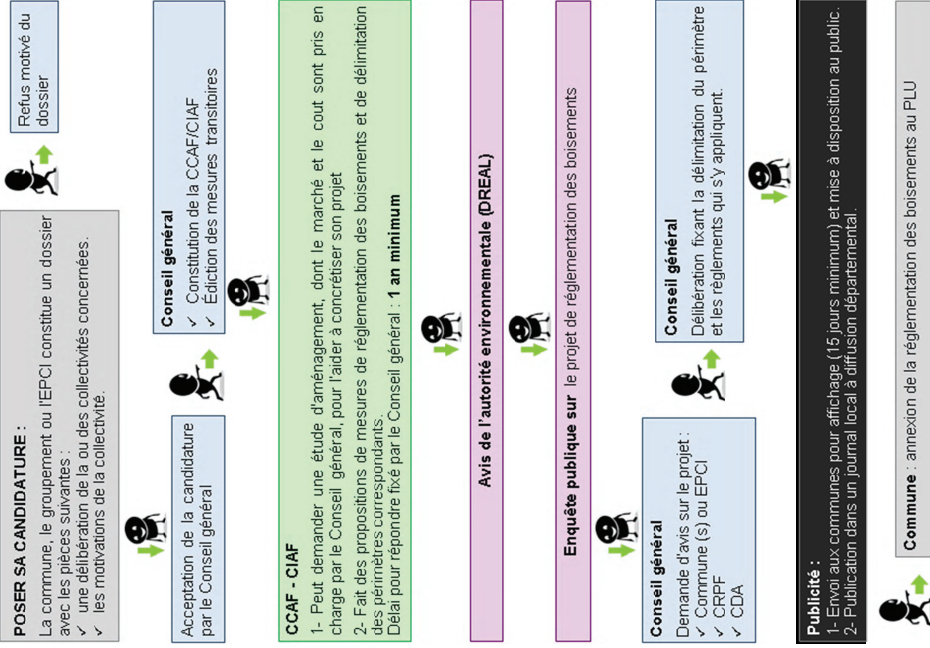 POSER SA CANDIDATURE :
La commune, le groupement ou l'EPCI constitue un dossier
avec les pièces suivantes :
✓ une délibération de la ou des collectivités concernées.
✓ les motivations de la collectivité.
Refus motivé du
dossier
Acceptation de la candidature
par le Conseil général
Conseil général
✓ Constitution de la CCAF/CIAF
✓ Édiction des mesures transitoires
CCAF - CIAF
1- Peut demander une étude d'aménagement, dont le marché et le cout sont pris en
charge par le Conseil général, pour l'aider à concrétiser son projet
2- Fait des propositions de mesures de réglementation des boisements et de délimitation
des périmètres correspondants.
Délai pour répondre fixé par le Conseil général : 1 an minimum
Avis de l'autorité environnementale (DREAL)
Enquête publique sur le projet de réglementation des boisements
Conseil général
Demande d'avis sur le projet :
✓ Commune (s) ou EPCI
✓ CRPF
✓ CDA
Conseil général
Délibération fixant la délimitation du périmètre
et les règlements qui s'y appliquent.
Publicité :
1- Envoi aux communes pour affichage (15 jours minimum) et mise à disposition au public.
2- Publication dans un journal local à diffusion départemental.
Commune : annexion de la réglementation des boisements au PLU